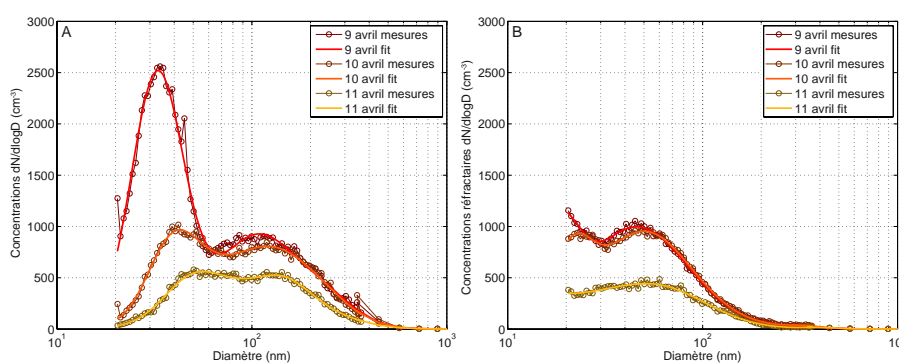 A
9 avril mesures
9 avril fit
10 avril mesures
10 avril fit
11 avril mesures
11 avril fit
Concentrations dN/dlogD (cm⁻³)
3000
2500
2000
1500
1000
500
0
10¹
10²
10³
Diamètre (nm)
B
9 avril mesures
9 avril fit
10 avril mesures
10 avril fit
11 avril mesures
11 avril fit
Concentrations réfractaires dN/dlogD (cm⁻³)
3000
2500
2000
1500
1000
500
0
10¹
10²
10³
Diamètre (nm)